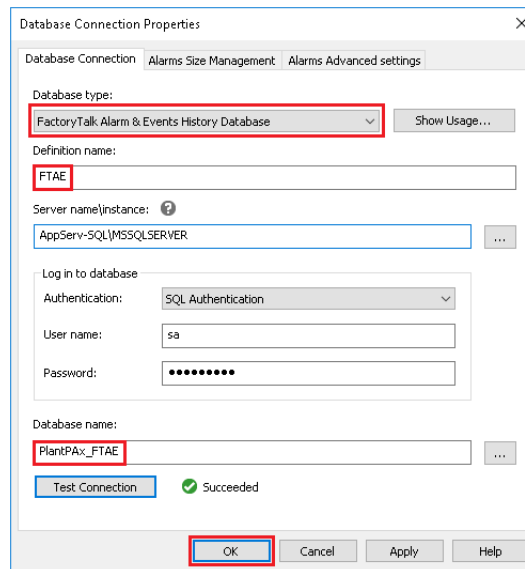 Database Connection Properties
Database Connection Alarms Size Management Alarms Advanced settings
Database type:
FactoryTalk Alarm & Events History Database Show Usage...
Definition name:
FTAE
Server name\instance: ?
AppServ-SQL\MSSQLSERVER ...
Log in to database
Authentication: SQL Authentication
User name: sa
Password: •••••••••
Database name:
PlantPAx_FTAE ...
Test Connection Succeeded
OK Cancel Apply Help